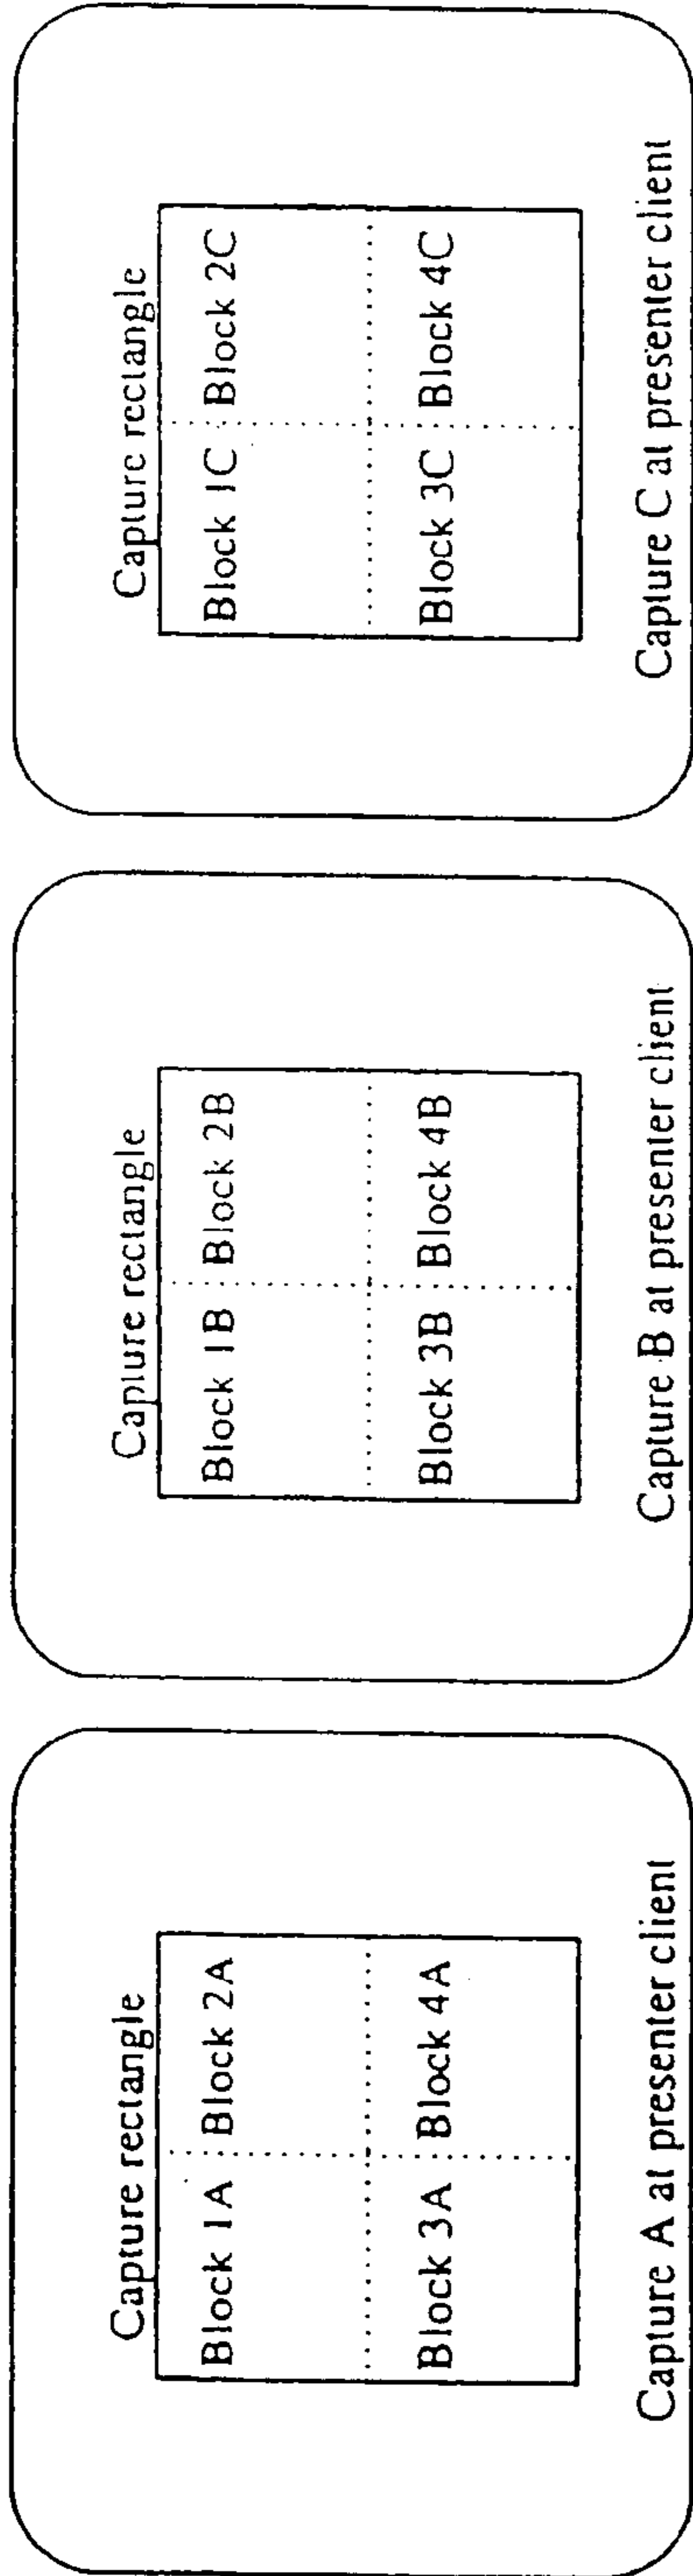 Capture rectangle
Block 1A Block 2A
Block 3A Block 4A
Capture A at presenter client
Capture rectangle
Block 1B Block 2B
Block 3B Block 4B
Capture B at presenter client
Capture rectangle
Block 1C Block 2C
Block 3C Block 4C
Capture C at presenter client